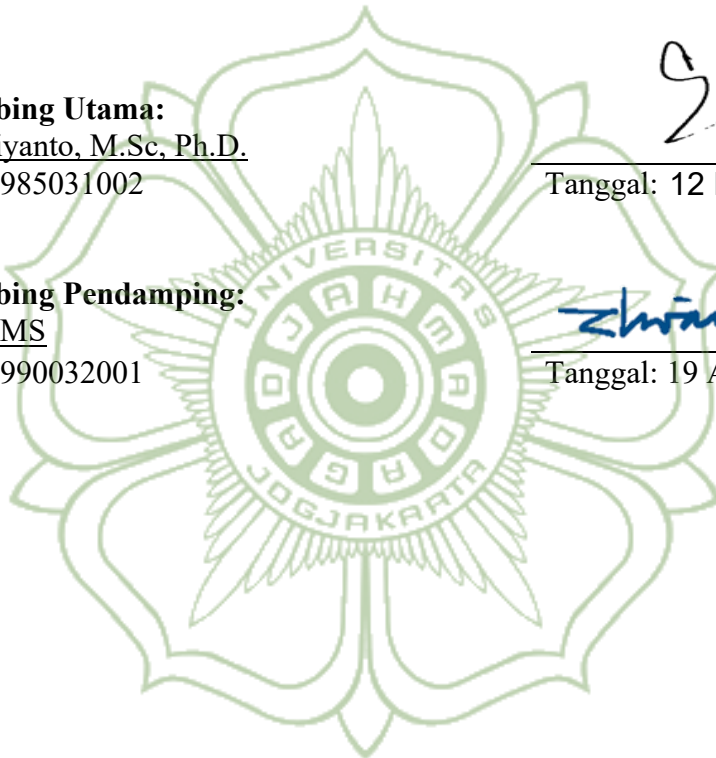 bing Utama:
iyanto, M.Sc, Ph.D.
985031002
Tanggal: 12
bing Pendamping:
MS
990032001
Tanggal: 19 A
UNIVERSITAS
GADJAH MADA
JOGJAKARTA